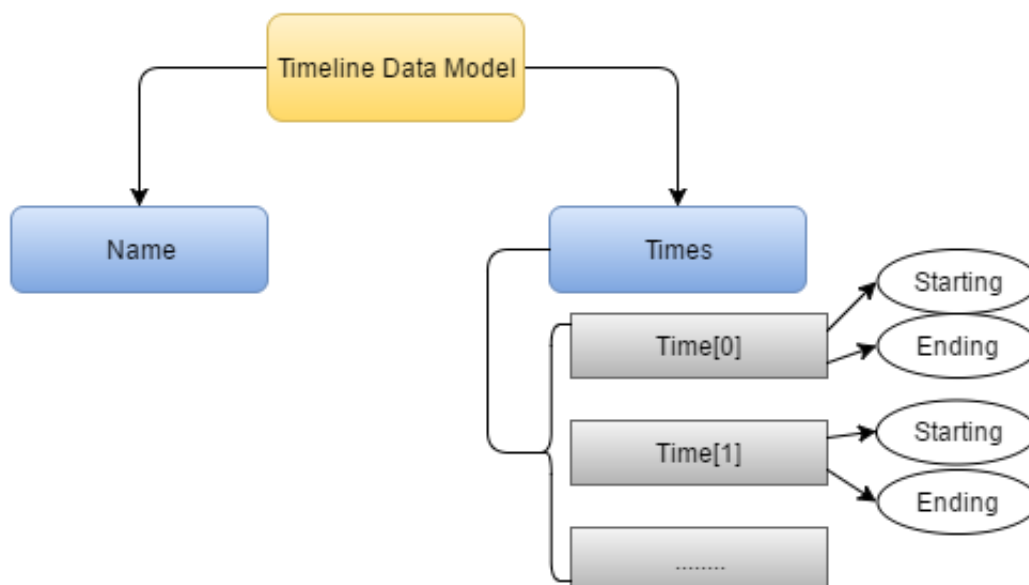 Timeline Data Model
Name
Times
Time[0]
Starting
Ending
Time[1]
Starting
Ending
........